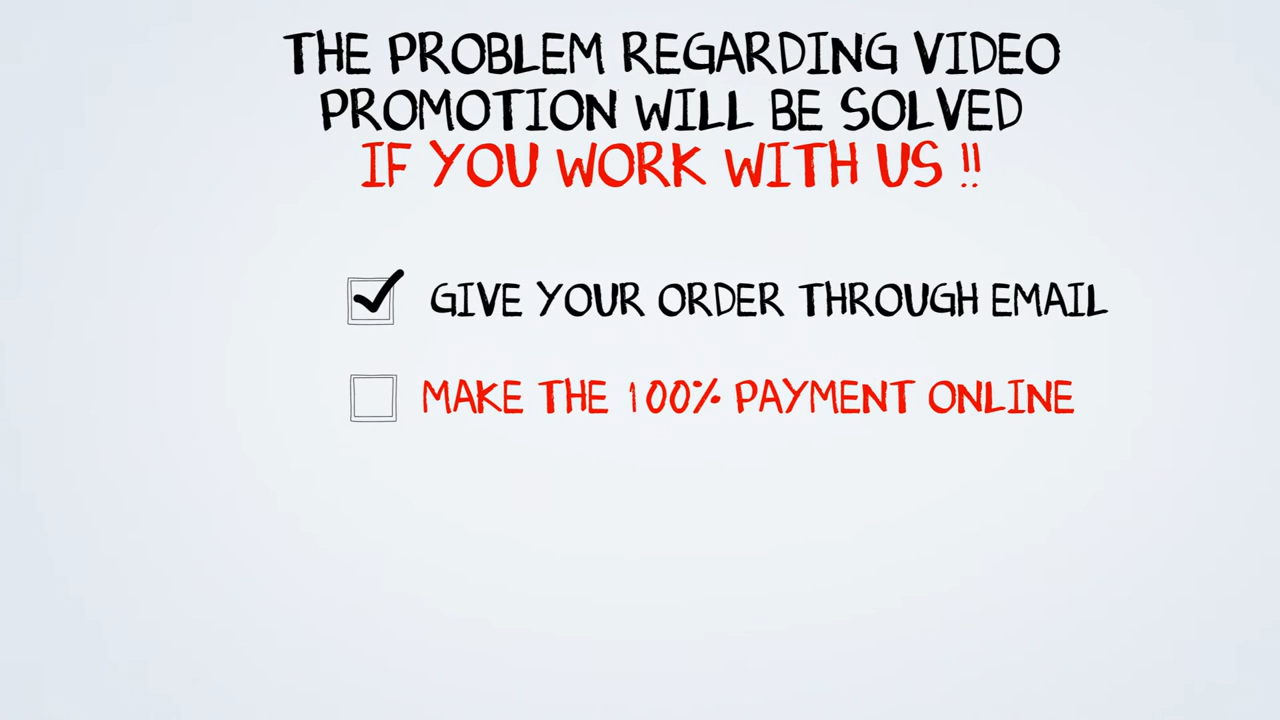 THE PROBLEM REGARDING VIDEO
PROMOTION WILL BE SOLVED
IF YOU WORK WITH US !!
GIVE YOUR ORDER THROUGH EMAIL
MAKE THE 100% PAYMENT ONLINE